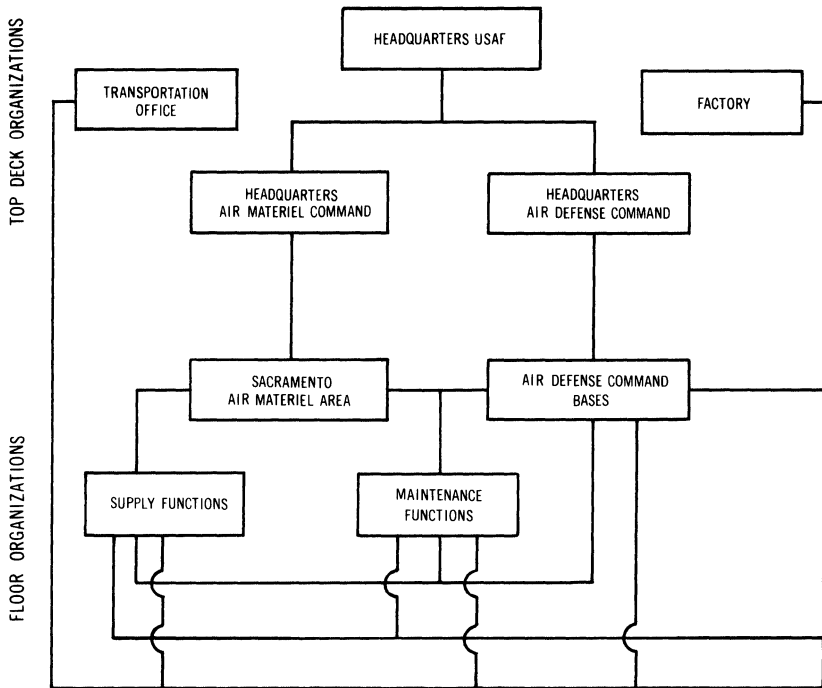 TOP DECK ORGANIZATIONS
HEADQUARTERS USAF
TRANSPORTATION
OFFICE
FACTORY
HEADQUARTERS
AIR MATERIEL COMMAND
HEADQUARTERS
AIR DEFENSE COMMAND
FLOOR ORGANIZATIONS
SACRAMENTO
AIR MATERIEL AREA
AIR DEFENSE COMMAND
BASES
SUPPLY FUNCTIONS
MAINTENANCE
FUNCTIONS